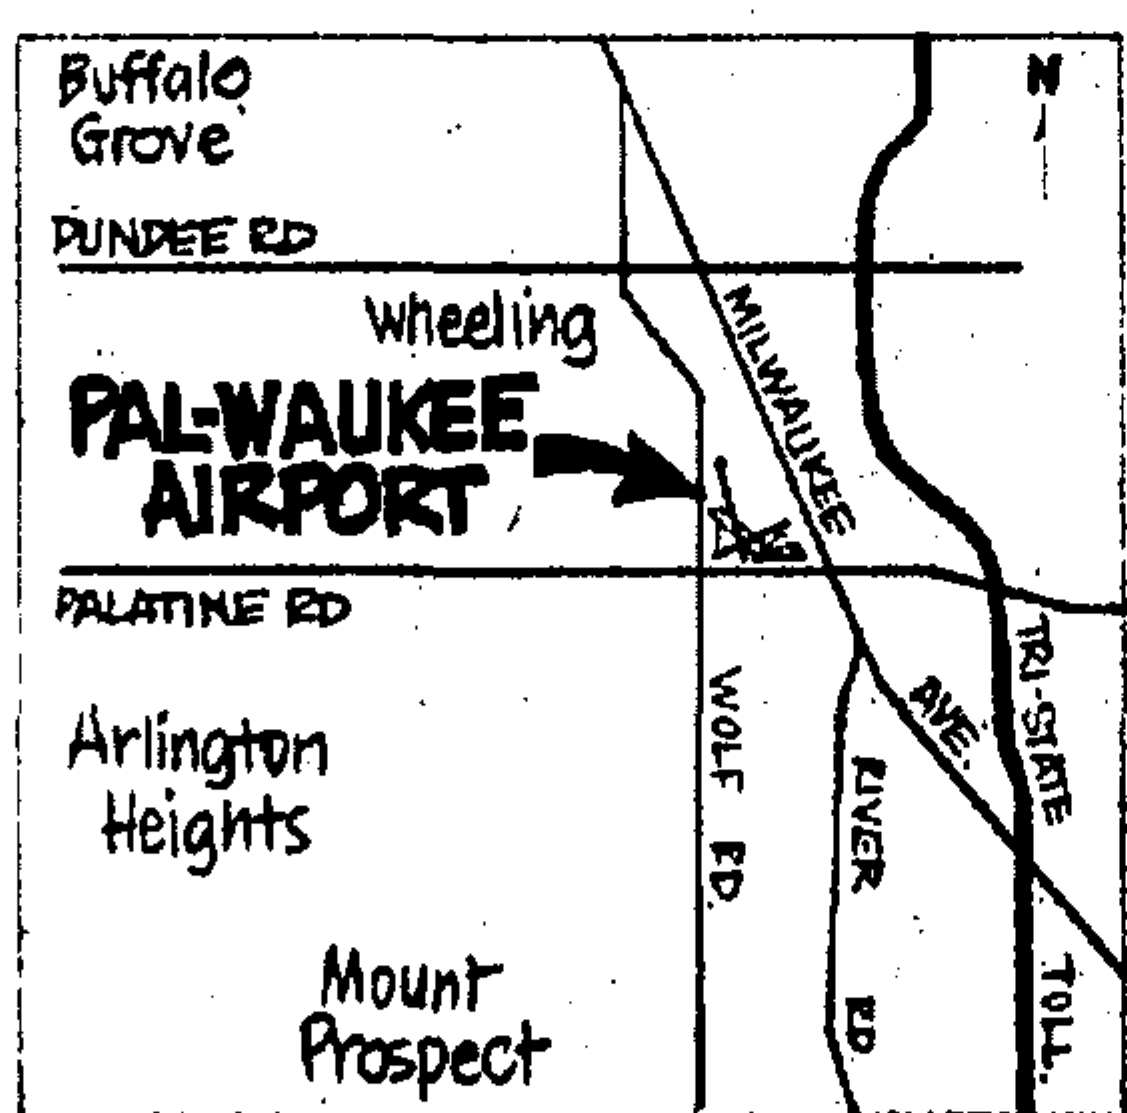 Buffalo
Grove
N
DUNDEE RD
Wheeling
MILWAUKEE
PAL-WAUKEE
AIRPORT
PALATINE RD
TRI-STATE
WOLF RD.
AVE.
Arlington
Heights
RIVER RD
Mount
Prospect
TOLL.